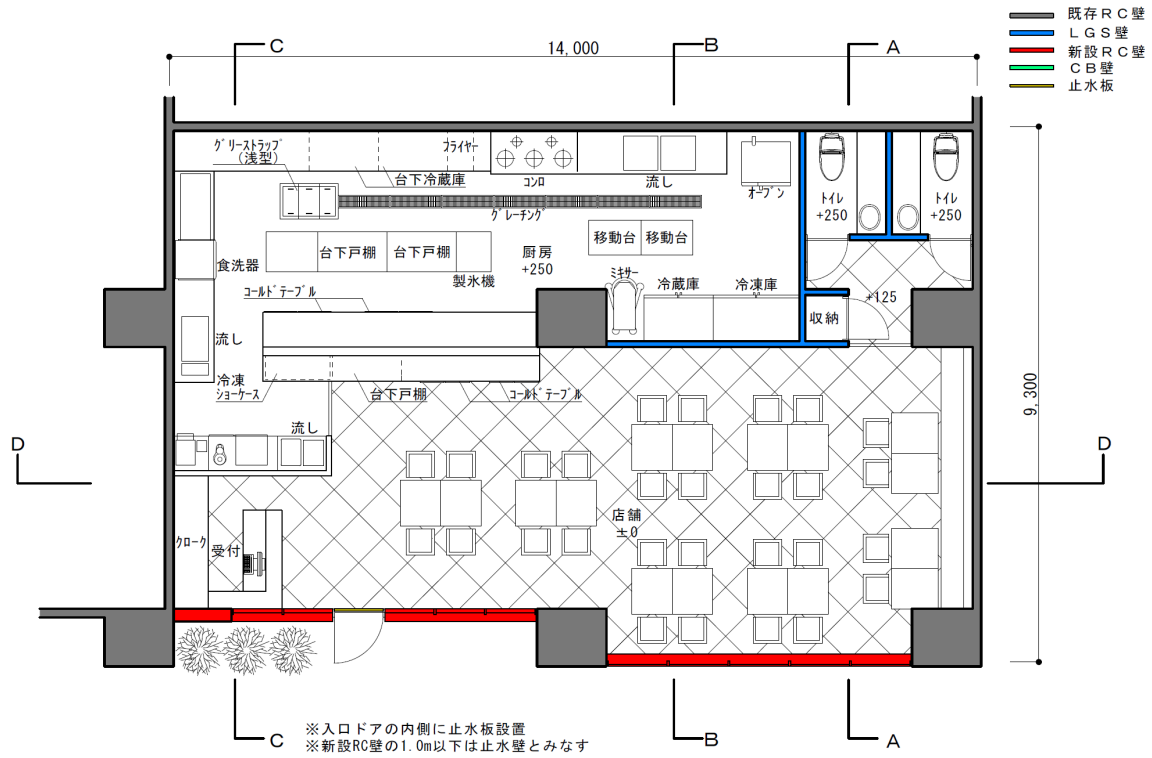 既存ＲＣ壁
ＬＧＳ壁
新設ＲＣ壁
ＣＢ壁
止水板
C
14,000
B
A
ｸﾞﾘｰｽﾄﾗｯﾌﾟ
(浅型)
ﾌﾗｲﾔｰ
台下冷蔵庫
ｺﾝﾛ
流し
ｵｰﾌﾞﾝ
ﾄｲﾚ
+250
ﾄｲﾚ
+250
ｸﾞﾚｰﾁﾝｸﾞ
移動台
移動台
食洗器
台下戸棚
台下戸棚
製氷機
厨房
+250
ﾐｷｻｰ
冷蔵庫
冷凍庫
+125
収納
ｺｰﾙﾄﾞﾃｰﾌﾞﾙ
流し
冷凍
ｼｮｰｹｰｽ
台下戸棚
ｺｰﾙﾄﾞﾃｰﾌﾞﾙ
9,300
流し
D
D
店舗
±0
ｸﾛｰｸ
受付
C
B
A
※入口ドアの内側に止水板設置
※新設RC壁の1.0m以下は止水壁とみなす